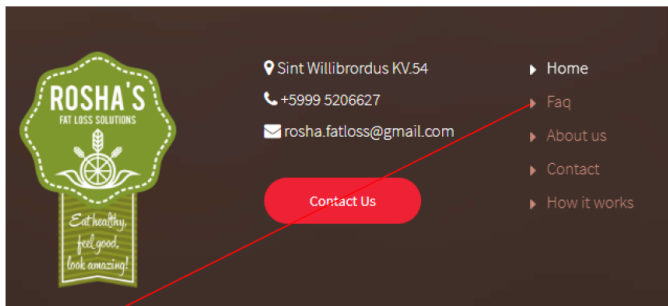 ROSHA'S
FAT LOSS SOLUTIONS
Eat healthy,
feel good,
look amazing!
Sint Willibrordus KV.54
+5999 5206627
rosha.fatloss@gmail.com
Contact Us
Home
Faq
About us
Contact
How it works